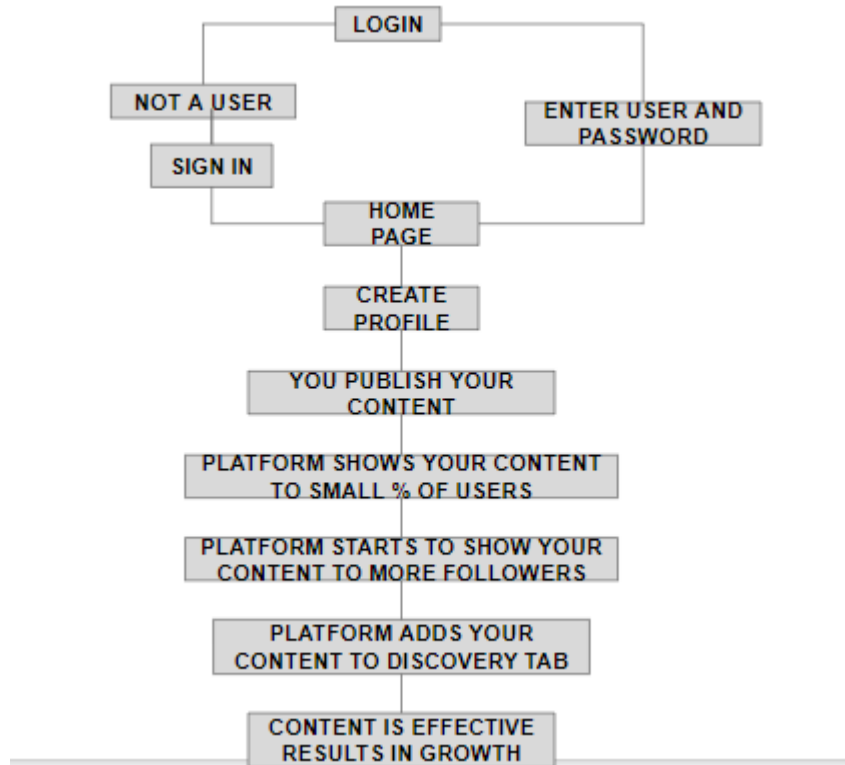 LOGIN
NOT A USER
ENTER USER AND
PASSWORD
SIGN IN
HOME
PAGE
CREATE
PROFILE
YOU PUBLISH YOUR
CONTENT
PLATFORM SHOWS YOUR CONTENT
TO SMALL % OF USERS
PLATFORM STARTS TO SHOW YOUR
CONTENT TO MORE FOLLOWERS
PLATFORM ADDS YOUR
CONTENT TO DISCOVERY TAB
CONTENT IS EFFECTIVE
RESULTS IN GROWTH